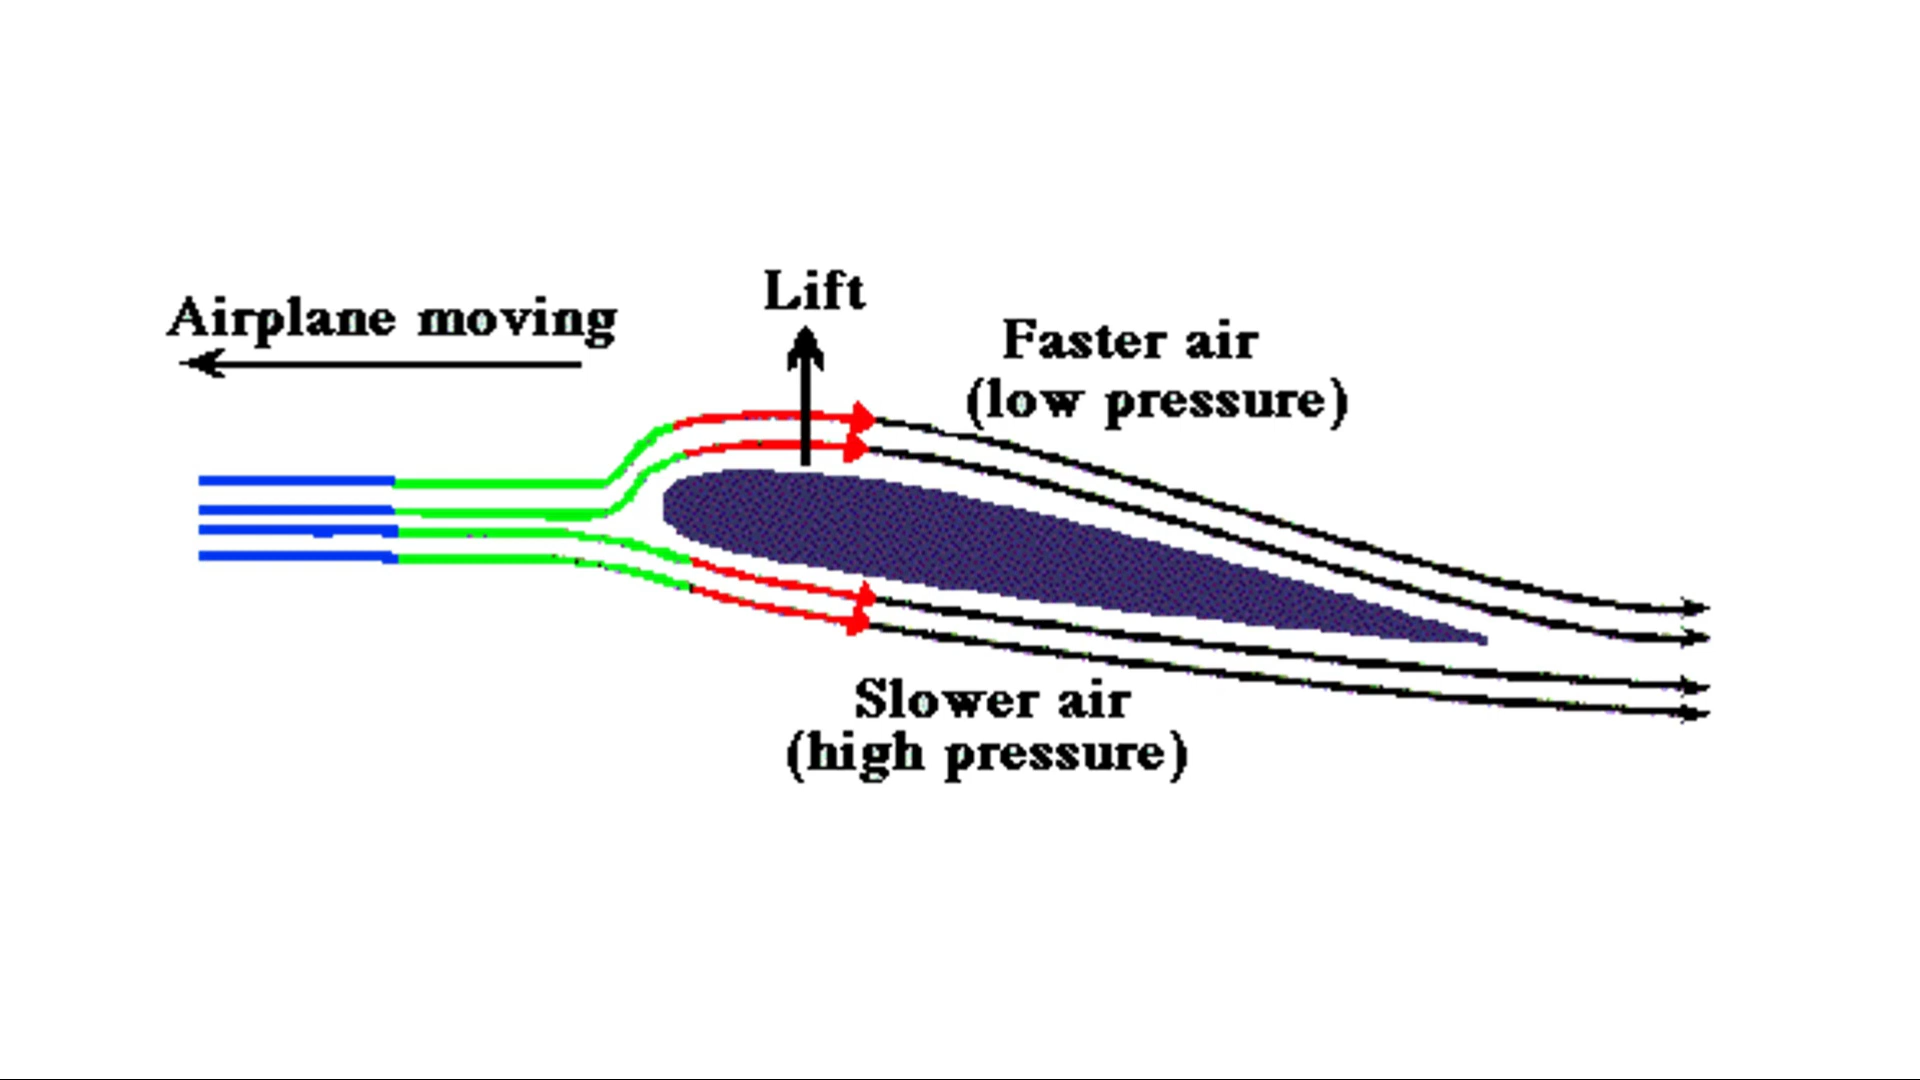 Airplane moving
Lift
Faster air
(low pressure)
Slower air
(high pressure)